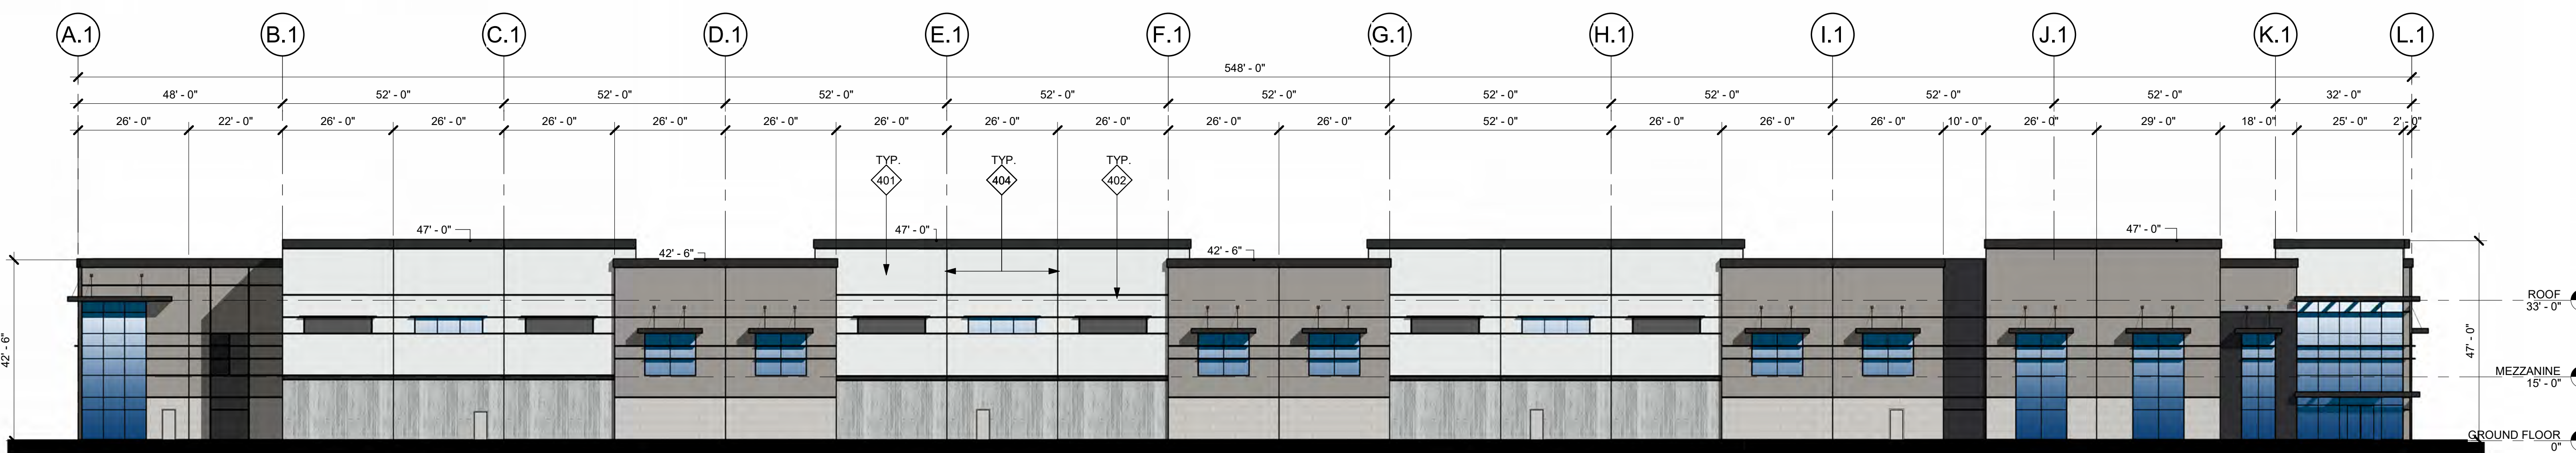 A.1 B.1 C.1 D.1 E.1 F.1 G.1 H.1 I.1 J.1 K.1 L.1
548' - 0"
48' - 0" 52' - 0" 52' - 0" 52' - 0" 52' - 0" 52' - 0" 52' - 0" 52' - 0" 52' - 0" 52' - 0" 32' - 0"
26' - 0" 22' - 0" 26' - 0" 26' - 0" 26' - 0" 26' - 0" 26' - 0" 26' - 0" 26' - 0" 26' - 0" 26' - 0" 26' - 0" 52' - 0" 26' - 0" 26' - 0" 26' - 0" 10' - 0" 26' - 0" 29' - 0" 18' - 0" 25' - 0" 2' - 0"
TYP. TYP. TYP.
401 404 402
47' - 0" 47' - 0" 47' - 0"
42' - 6" 42' - 6"
ROOF
33' - 0"
42' - 6"
47' - 0"
MEZZANINE
15' - 0"
GROUND FLOOR
0"